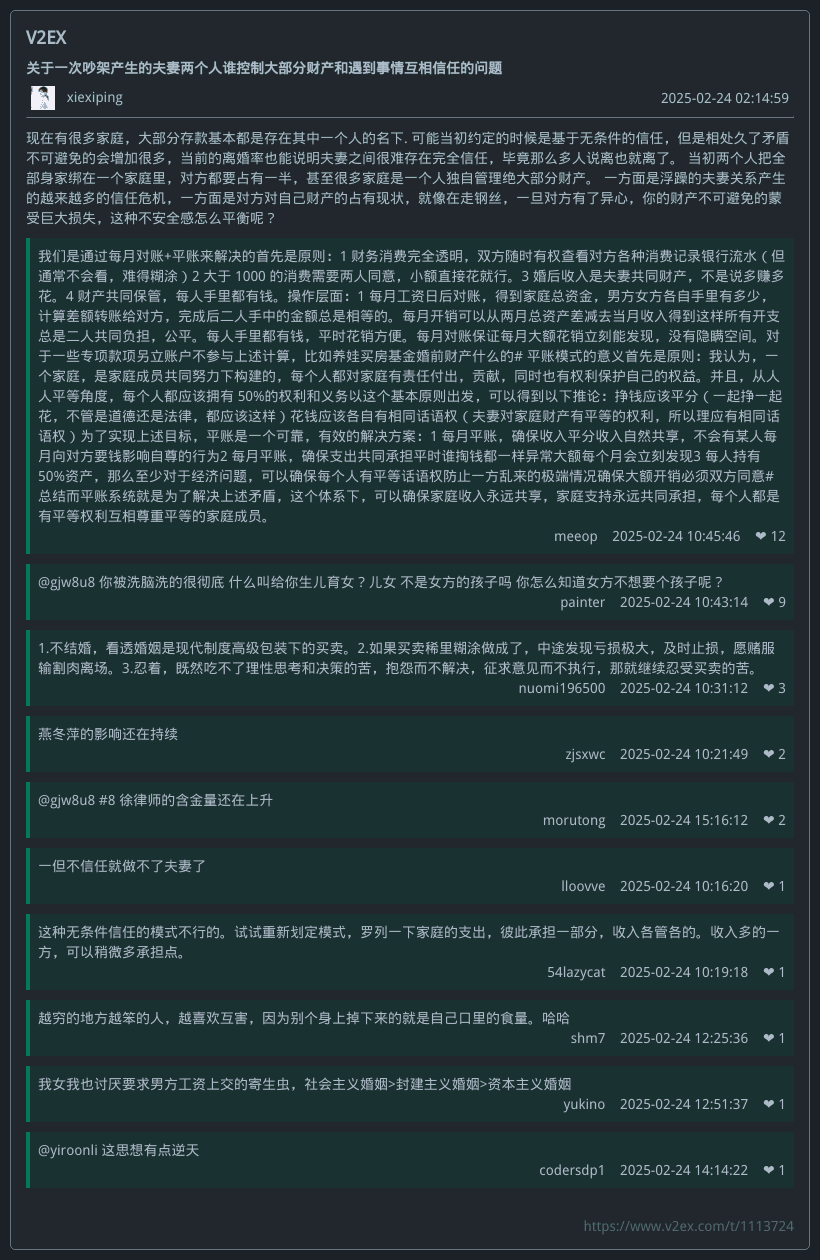 V2EX
关于一次吵架产生的夫妻两个人谁控制大部分财产和遇到事情互相信任的问题
xiexiping 2025-02-24 02:14:59
现在有很多家庭，大部分存款基本都是存在其中一个人的名下. 可能当初约定的时候是基于无条件的信任，但是相处久了矛盾
不可避免的会增加很多，当前的离婚率也能说明夫妻之间很难存在完全信任，毕竟那么多人说离也就离了。 当初两个人把全
部身家绑在一个家庭里，对方都要占有一半，甚至很多家庭是一个人独自管理绝大部分财产。 一方面是浮躁的夫妻关系产生
的越来越多的信任危机，一方面是对方对自己财产的占有现状，就像在走钢丝，一旦对方有了异心，你的财产不可避免的蒙
受巨大损失，这种不安全感怎么平衡呢？
我们是通过每月对账+平账来解决的首先是原则：1 财务消费完全透明，双方随时有权查看对方各种消费记录银行流水（但
通常不会看，难得糊涂）2 大于 1000 的消费需要两人同意，小额直接花就行。3 婚后收入是夫妻共同财产，不是说多赚多
花。4 财产共同保管，每人手里都有钱。操作层面：1 每月工资日后对账，得到家庭总资金，男方女方各自手里有多少，
计算差额转账给对方，完成后二人手中的金额总是相等的。每月开销可以从两月总资产差减去当月收入得到这样所有开支
总是二人共同负担，公平。每人手里都有钱，平时花销方便。每月对账保证每月大额花销立刻能发现，没有隐瞒空间。对
于一些专项款项另立账户不参与上述计算，比如养娃买房基金婚前财产什么的# 平账模式的意义首先是原则：我认为，一
个家庭，是家庭成员共同努力下构建的，每个人都对家庭有责任付出，贡献，同时也有权利保护自己的权益。并且，从人
人平等角度，每个人都应该拥有 50%的权利和义务以这个基本原则出发，可以得到以下推论：挣钱应该平分（一起挣一起
花，不管是道德还是法律，都应该这样）花钱应该各自有相同话语权（夫妻对家庭财产有平等的权利，所以理应有相同话
语权）为了实现上述目标，平账是一个可靠，有效的解决方案：1 每月平账，确保收入平分收入自然共享，不会有某人每
月向对方要钱影响自尊的行为2 每月平账，确保支出共同承担平时谁掏钱都一样异常大额每个月会立刻发现3 每人持有
50%资产，那么至少对于经济问题，可以确保每个人有平等话语权防止一方乱来的极端情况确保大额开销必须双方同意#
总结而平账系统就是为了解决上述矛盾，这个体系下，可以确保家庭收入永远共享，家庭支持永远共同承担，每个人都是
有平等权利互相尊重平等的家庭成员。
meeop 2025-02-24 10:45:46 ❤ 12
@gjw8u8 你被洗脑洗的很彻底 什么叫给你生儿育女？儿女 不是女方的孩子吗 你怎么知道女方不想要个孩子呢？
painter 2025-02-24 10:43:14 ❤ 9
1.不结婚，看透婚姻是现代制度高级包装下的买卖。2.如果买卖稀里糊涂做成了，中途发现亏损极大，及时止损，愿赌服
输割肉离场。3.忍着，既然吃不了理性思考和决策的苦，抱怨而不解决，征求意见而不执行，那就继续忍受买卖的苦。
nuomi196500 2025-02-24 10:31:12 ❤ 3
燕冬萍的影响还在持续
zjsxwc 2025-02-24 10:21:49 ❤ 2
@gjw8u8 #8 徐律师的含金量还在上升
morutong 2025-02-24 15:16:12 ❤ 2
一但不信任就做不了夫妻了
lloovve 2025-02-24 10:16:20 ❤ 1
这种无条件信任的模式不行的。试试重新划定模式，罗列一下家庭的支出，彼此承担一部分，收入各管各的。收入多的一
方，可以稍微多承担点。
54lazycat 2025-02-24 10:19:18 ❤ 1
越穷的地方越笨的人，越喜欢互害，因为别个身上掉下来的就是自己口里的食量。哈哈
shm7 2025-02-24 12:25:36 ❤ 1
我女我也讨厌要求男方工资上交的寄生虫，社会主义婚姻>封建主义婚姻>资本主义婚姻
yukino 2025-02-24 12:51:37 ❤ 1
@yiroonli 这思想有点逆天
codersdp1 2025-02-24 14:14:22 ❤ 1
https://www.v2ex.com/t/1113724